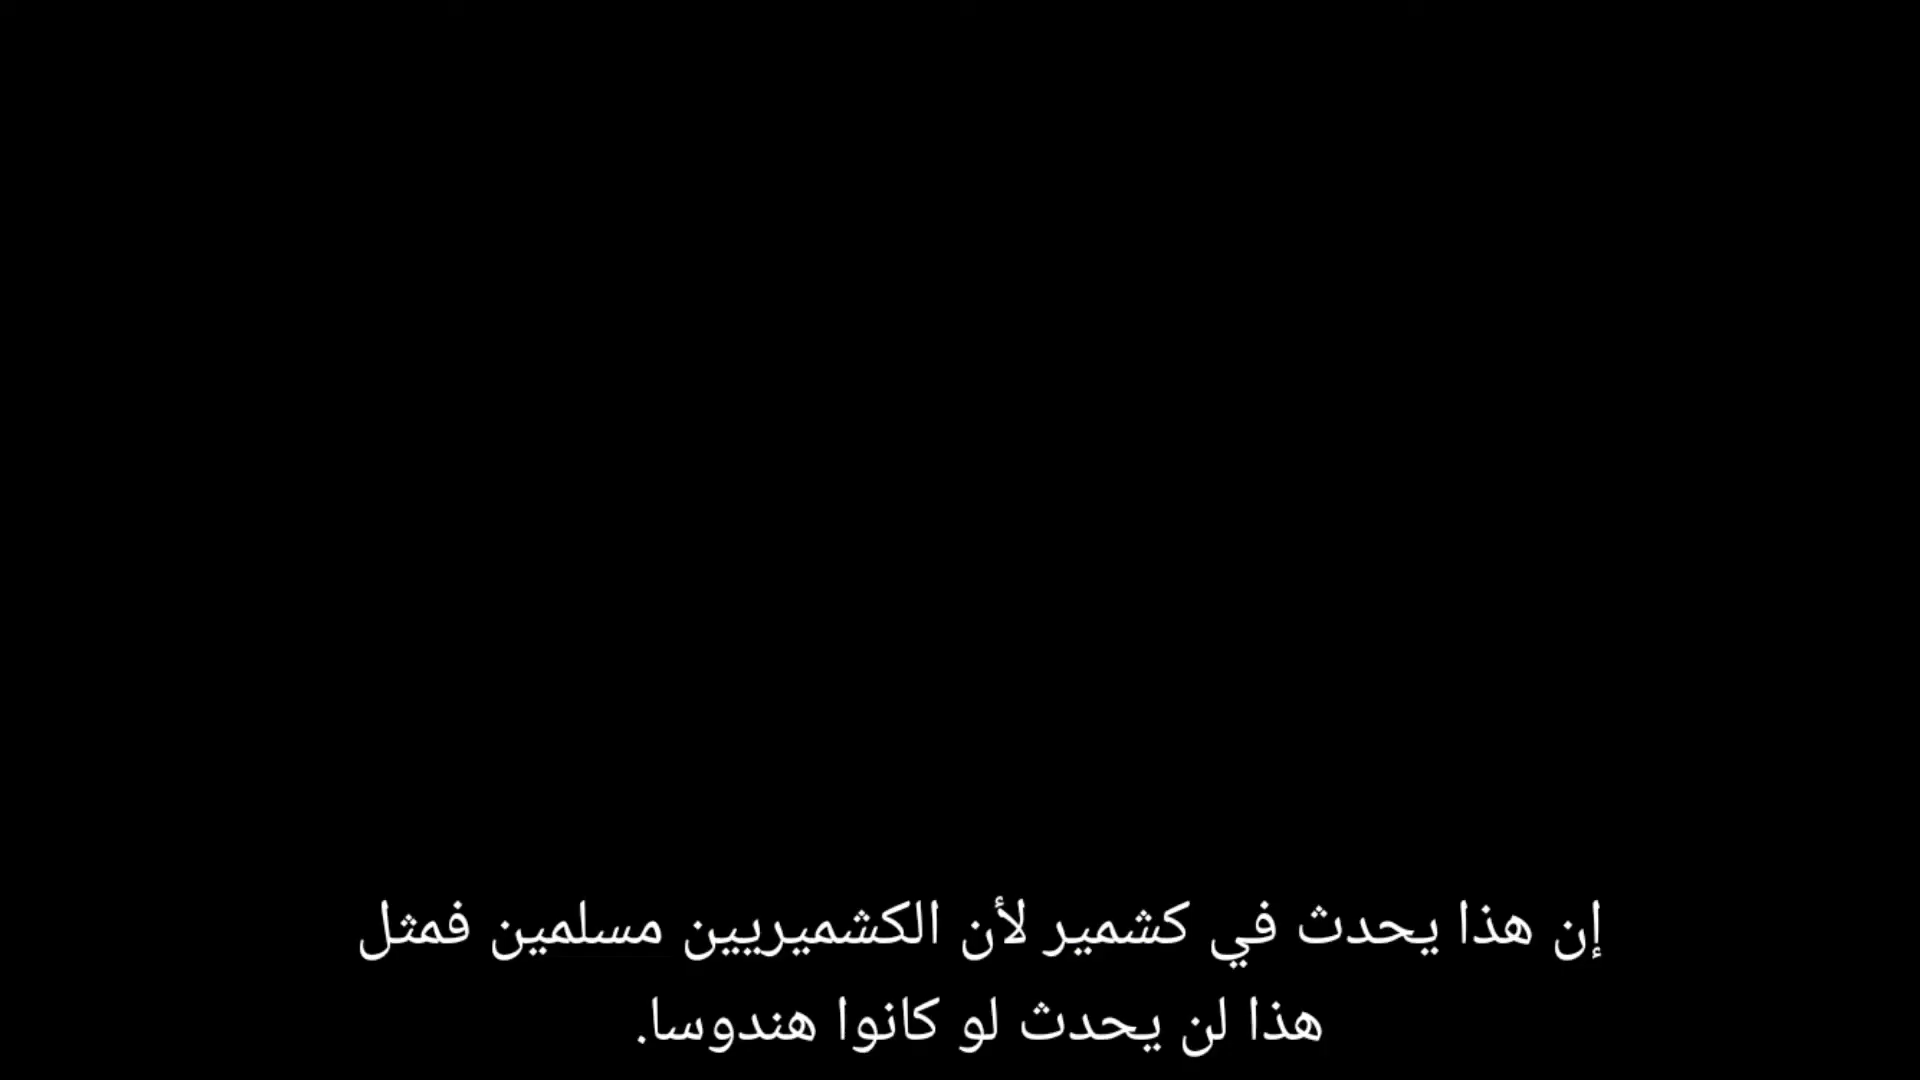 إن هذا يحدث في كشمير لأن الكشميريين مسلمين فمثل
هذا لن يحدث لو كانوا هندوسا.